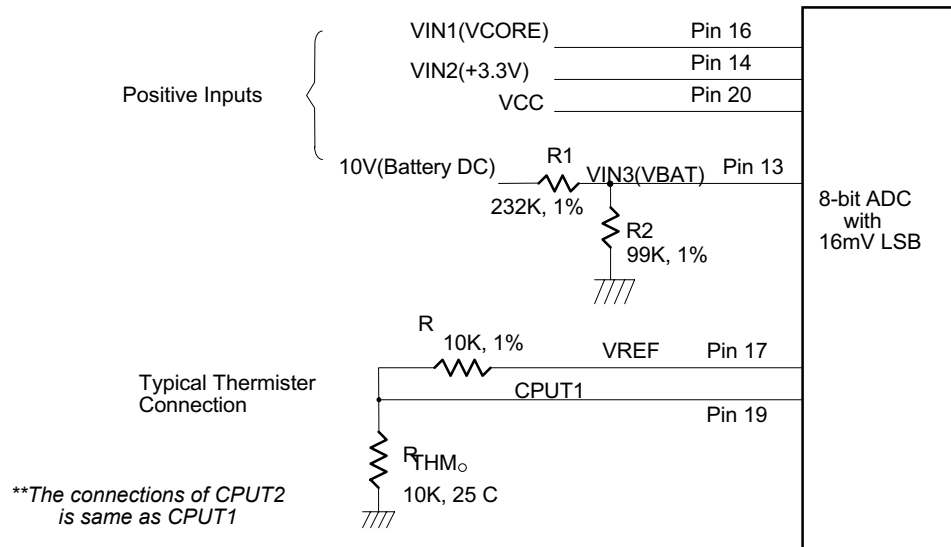 VIN1(VCORE)
Pin 16
VIN2(+3.3V)
Pin 14
Positive Inputs
VCC
Pin 20
10V(Battery DC)
R1
VIN3(VBAT)
Pin 13
232K, 1%
R2
99K, 1%
8-bit ADC
with
16mV LSB
R
10K, 1%
VREF
Pin 17
Typical Thermister
Connection
CPUT1
Pin 19
RTHM
10K, 25 C
**The connections of CPUT2
is same as CPUT1